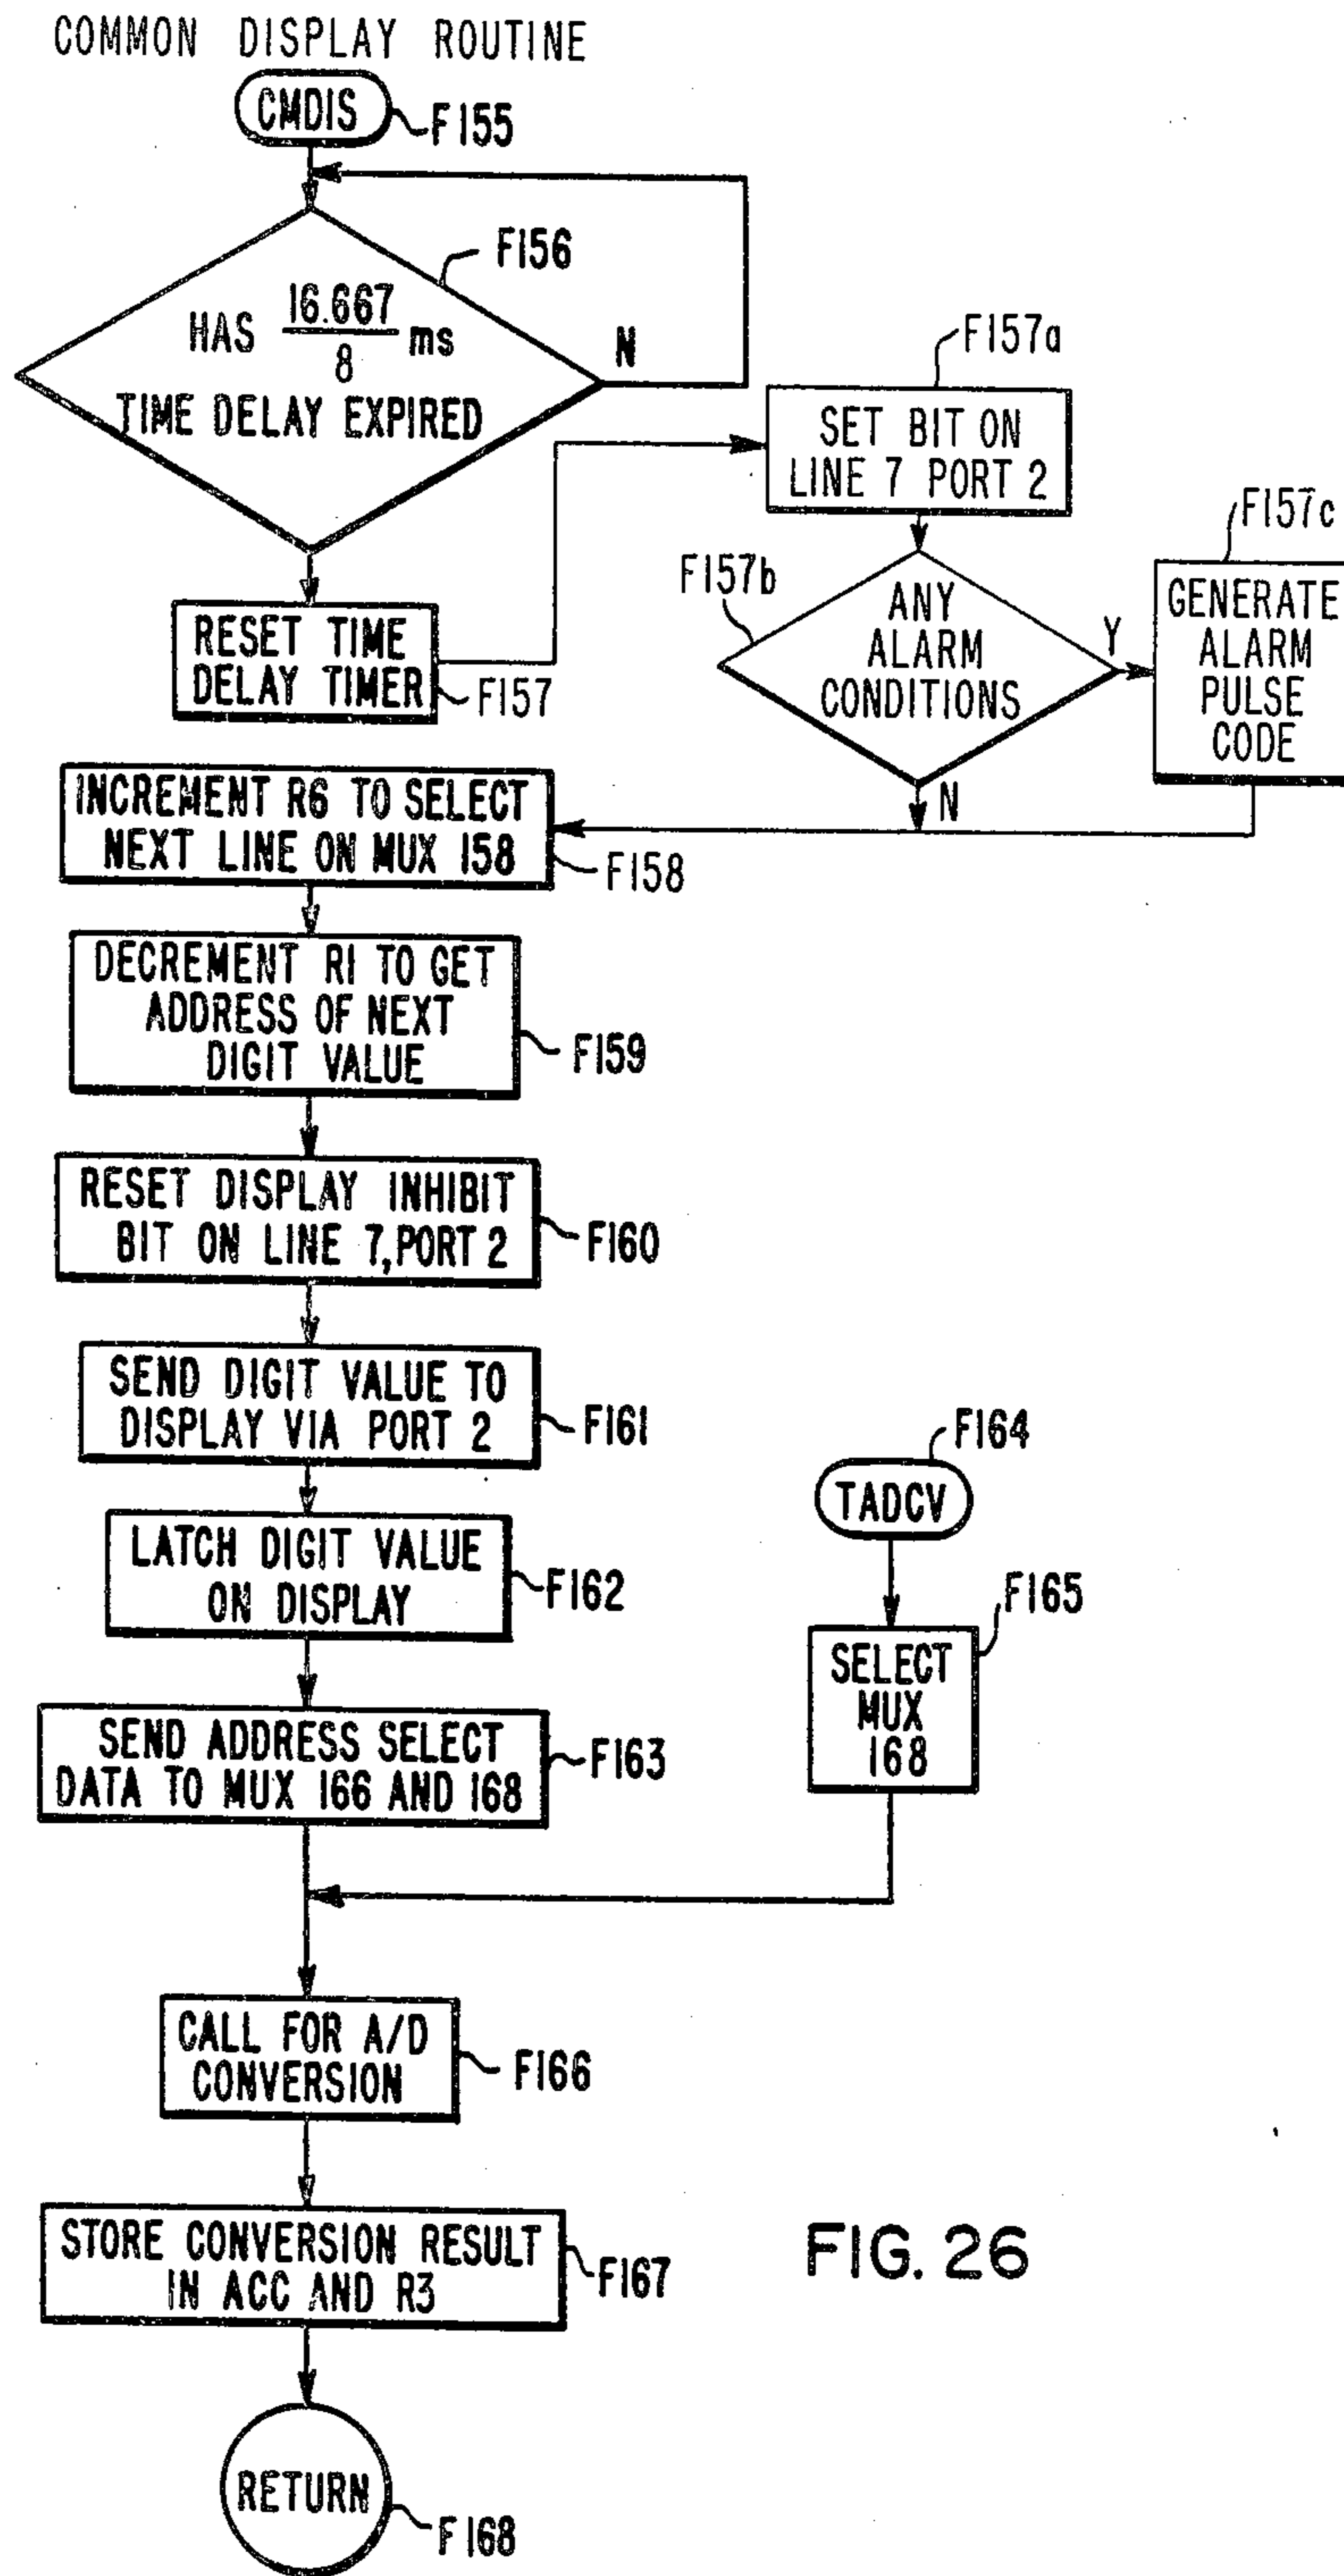 COMMON DISPLAY ROUTINE
CMDIS
F155
F156
HAS 16.667/8 ms
TIME DELAY EXPIRED
N
RESET TIME
DELAY TIMER
F157
F157a
SET BIT ON
LINE 7 PORT 2
F157b
ANY
ALARM
CONDITIONS
Y
N
F157c
GENERATE
ALARM
PULSE
CODE
INCREMENT R6 TO SELECT
NEXT LINE ON MUX 158
F158
DECREMENT R1 TO GET
ADDRESS OF NEXT
DIGIT VALUE
F159
RESET DISPLAY INHIBIT
BIT ON LINE 7, PORT 2
F160
SEND DIGIT VALUE TO
DISPLAY VIA PORT 2
F161
LATCH DIGIT VALUE
ON DISPLAY
F162
SEND ADDRESS SELECT
DATA TO MUX 166 AND 168
F163
F164
TADCV
F165
SELECT
MUX
168
CALL FOR A/D
CONVERSION
F166
STORE CONVERSION RESULT
IN ACC AND R3
F167
RETURN
F168
FIG. 26